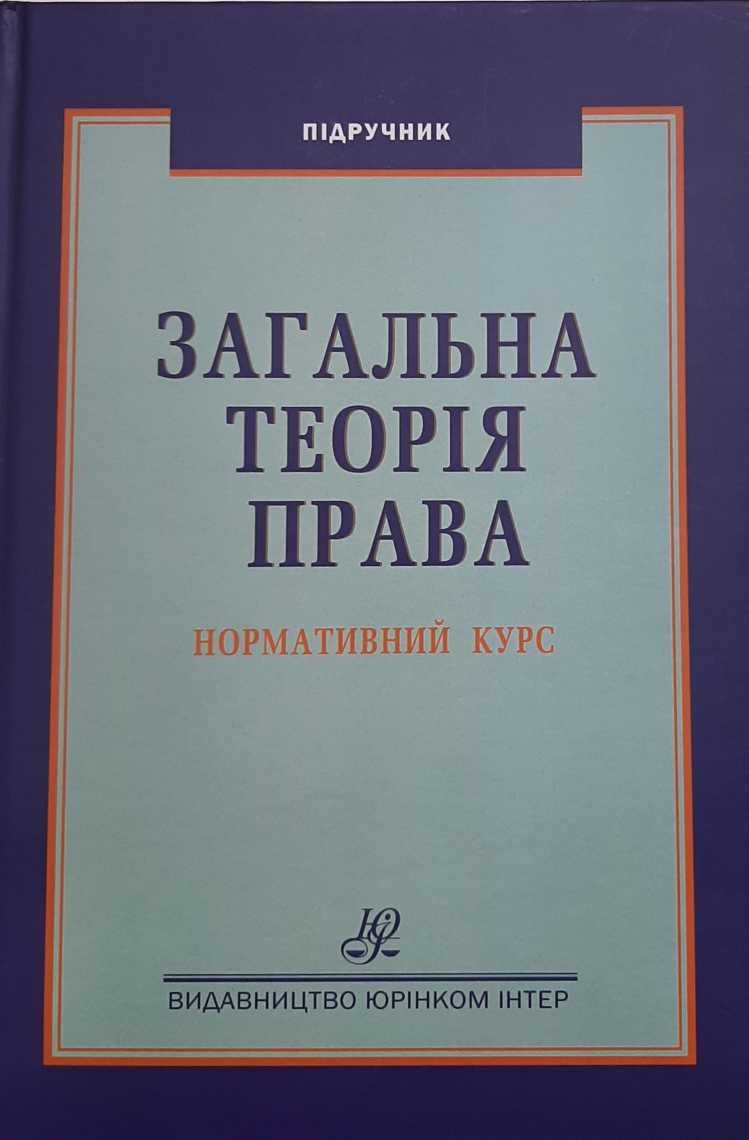 ПІДРУЧНИК
ЗАГАЛЬНА
ТЕОРІЯ
ПРАВА
НОРМАТИВНИЙ КУРС
ВИДАВНИЦТВО ЮРІНКОМ ІНТЕР